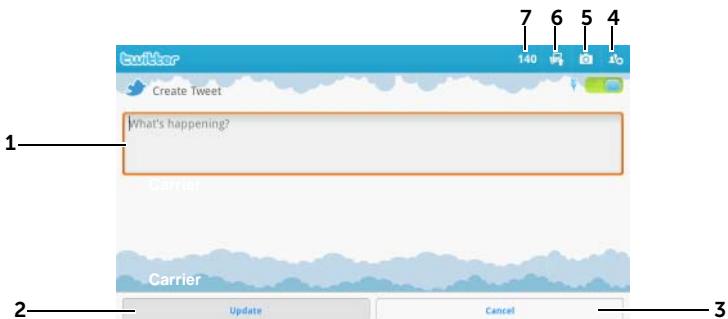 7 6 5 4
twitter 140
Create Tweet
1 What's happening?
Carrier
Carrier
2 Update Cancel 3